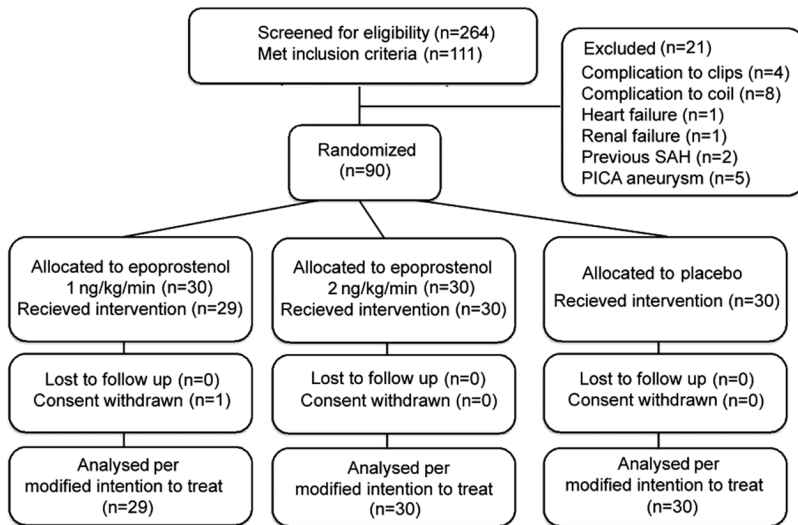 Screened for eligibility (n=264)
Met inclusion criteria (n=111)
Excluded (n=21)
Complication to clips (n=4)
Complication to coil (n=8)
Heart failure (n=1)
Renal failure (n=1)
Previous SAH (n=2)
PICA aneurysm (n=5)
Randomized
(n=90)
Allocated to epoprostenol
1 ng/kg/min (n=30)
Recieved intervention (n=29)
Allocated to epoprostenol
2 ng/kg/min (n=30)
Recieved intervention (n=30)
Allocated to placebo
Recieved intervention (n=30)
Lost to follow up (n=0)
Consent withdrawn (n=1)
Lost to follow up (n=0)
Consent withdrawn (n=0)
Lost to follow up (n=0)
Consent withdrawn (n=0)
Analysed per
modified intention to treat
(n=29)
Analysed per
modified intention to treat
(n=30)
Analysed per
modified intention to treat
(n=30)